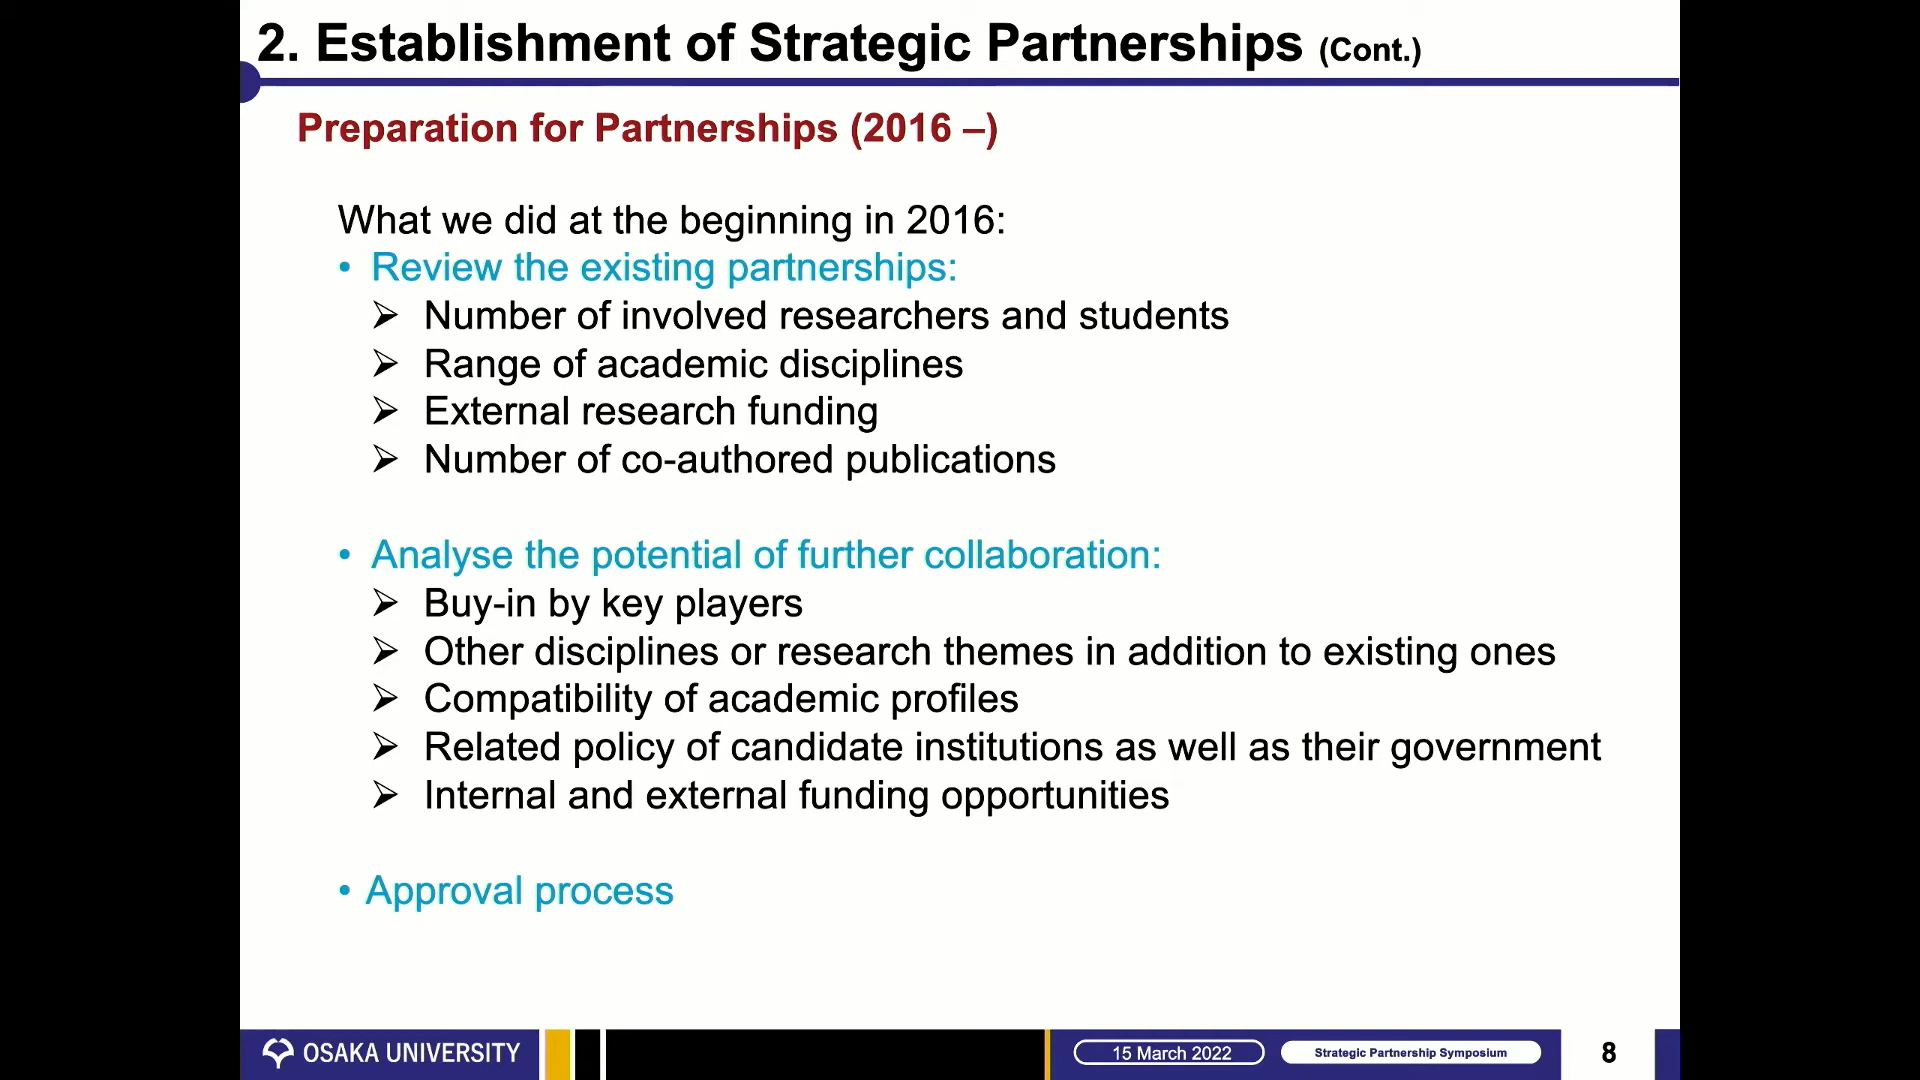 2. Establishment of Strategic Partnerships (Cont.)
Preparation for Partnerships (2016 –)
What we did at the beginning in 2016:
• Review the existing partnerships:
➢ Number of involved researchers and students
➢ Range of academic disciplines
➢ External research funding
➢ Number of co-authored publications
• Analyse the potential of further collaboration:
➢ Buy-in by key players
➢ Other disciplines or research themes in addition to existing ones
➢ Compatibility of academic profiles
➢ Related policy of candidate institutions as well as their government
➢ Internal and external funding opportunities
• Approval process
OSAKA UNIVERSITY
15 March 2022
Strategic Partnership Symposium
8